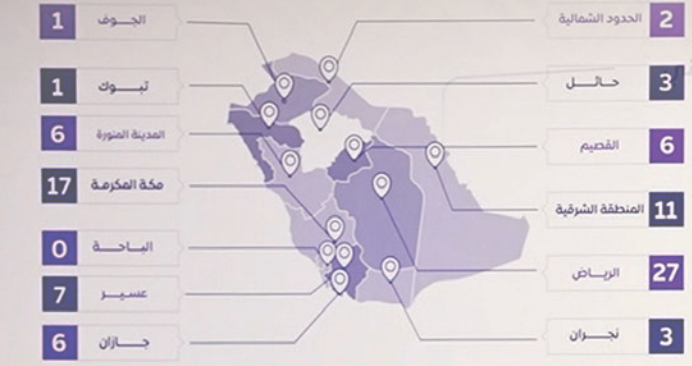 الحدود الشمالية 2
الجوف 1
حائل 3
تبوك 1
القصيم 6
المدينة المنورة 6
المنطقة الشرقية 11
مكة المكرمة 17
الرياض 27
الباحة 0
نجران 3
عسير 7
جازان 6